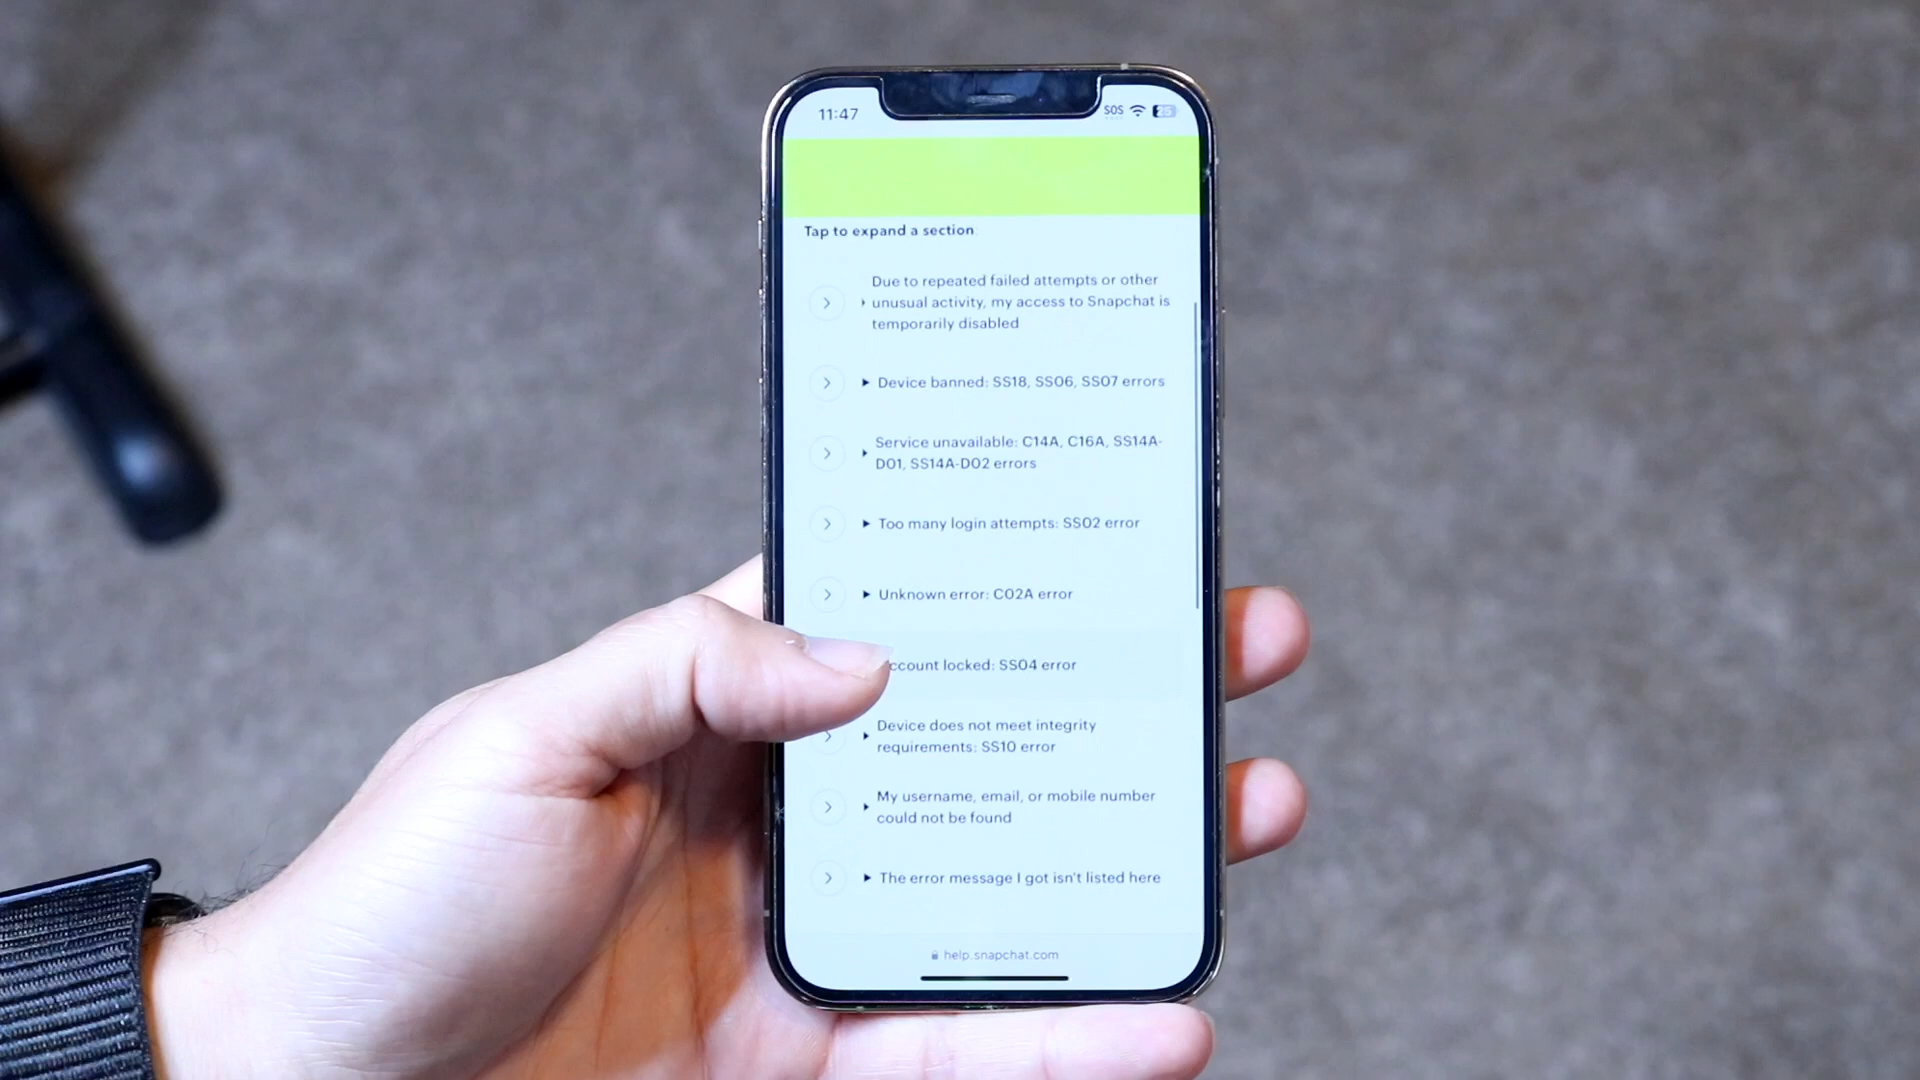 11:47
SOS
25
Tap to expand a section.
Due to repeated failed attempts or other
unusual activity, my access to Snapchat is
temporarily disabled
Device banned: SS18, SS06, SS07 errors
Service unavailable: C14A, C16A, SS14A-
D01, SS14A-D02 errors
Too many login attempts: SS02 error
Unknown error: C02A error
ccount locked: SS04 error
Device does not meet integrity
requirements: SS10 error
My username, email, or mobile number
could not be found
The error message I got isn't listed here
help.snapchat.com